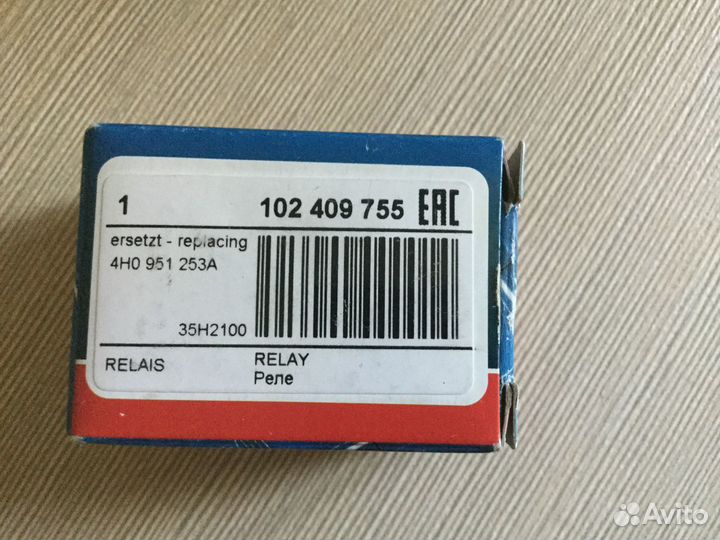 1 102 409 755 EAC
ersetzt - replacing
4H0 951 253A
35H2100
RELAIS RELAY
Реле
Avito